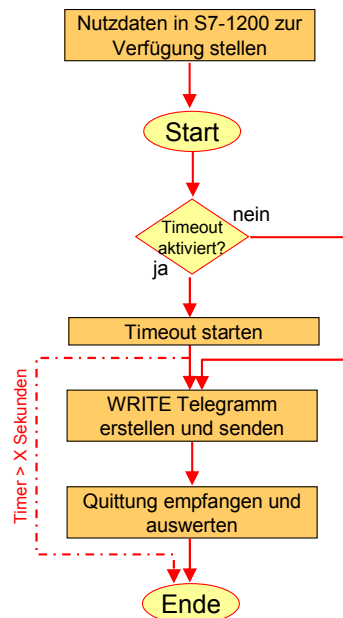 Nutzdaten in S7-1200 zur
Verfügung stellen
Start
nein
Timeout
aktiviert?
ja
Timeout starten
WRITE Telegramm
erstellen und senden
Timer > X Sekunden
Quittung empfangen und
auswerten
Ende